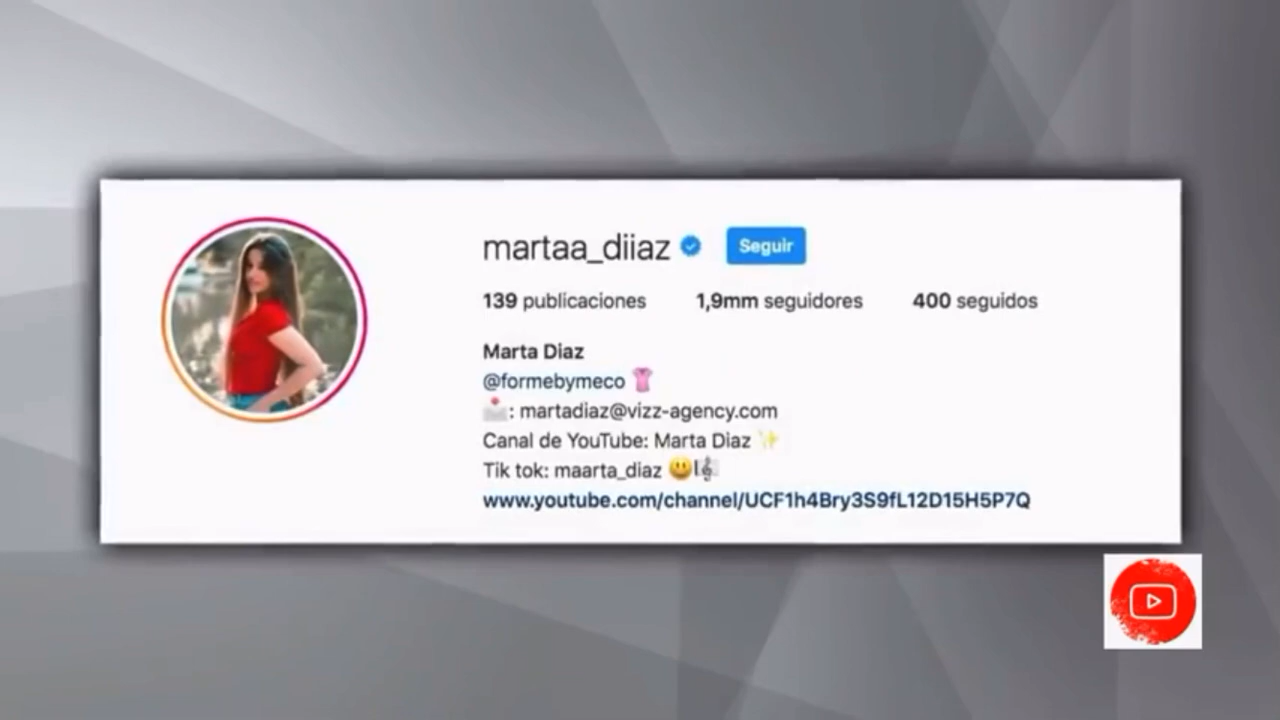 martaa_diiaz Seguir
139 publicaciones 1,9mm seguidores 400 seguidos
Marta Diaz
@formebymeco 👚
📩: martadiaz@vizz-agency.com
Canal de YouTube: Marta Diaz ✨
Tik tok: maarta_diaz 😃🎼
www.youtube.com/channel/UCF1h4Bry3S9fL12D15H5P7Q